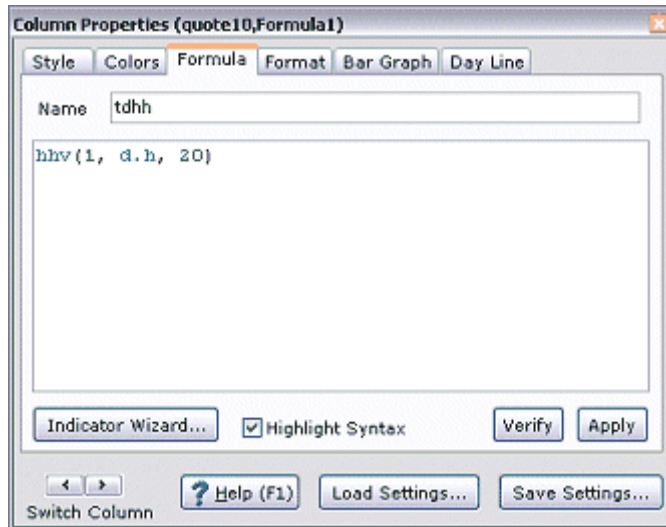 Column Properties (quote10,Formula1)
Style Colors Formula Format Bar Graph Day Line
Name tdhh
hhv(1, d.h, 20)
Indicator Wizard... Highlight Syntax Verify Apply
Switch Column ? Help (F1) Load Settings... Save Settings...